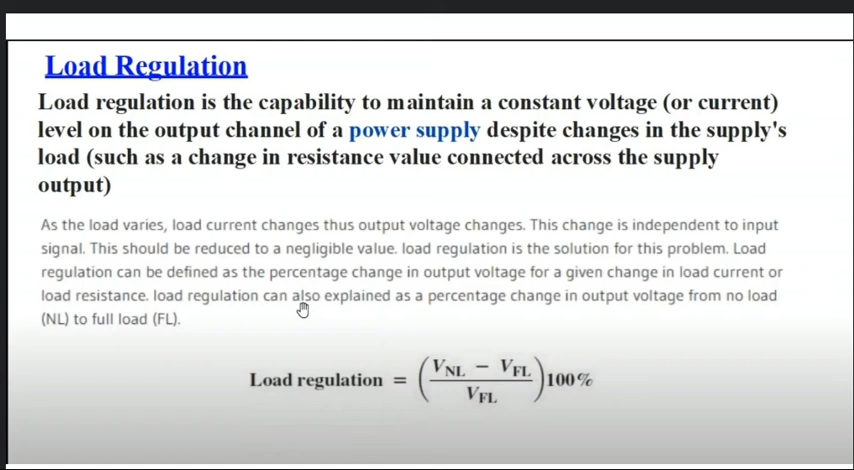 Load Regulation
Load regulation is the capability to maintain a constant voltage (or current)
level on the output channel of a power supply despite changes in the supply's
load (such as a change in resistance value connected across the supply
output)
As the load varies, load current changes thus output voltage changes. This change is independent to input
signal. This should be reduced to a negligible value. load regulation is the solution for this problem. Load
regulation can be defined as the percentage change in output voltage for a given change in load current or
load resistance. load regulation can also explained as a percentage change in output voltage from no load
(NL) to full load (FL).
Load regulation = (V_NL − V_FL / V_FL) 100%